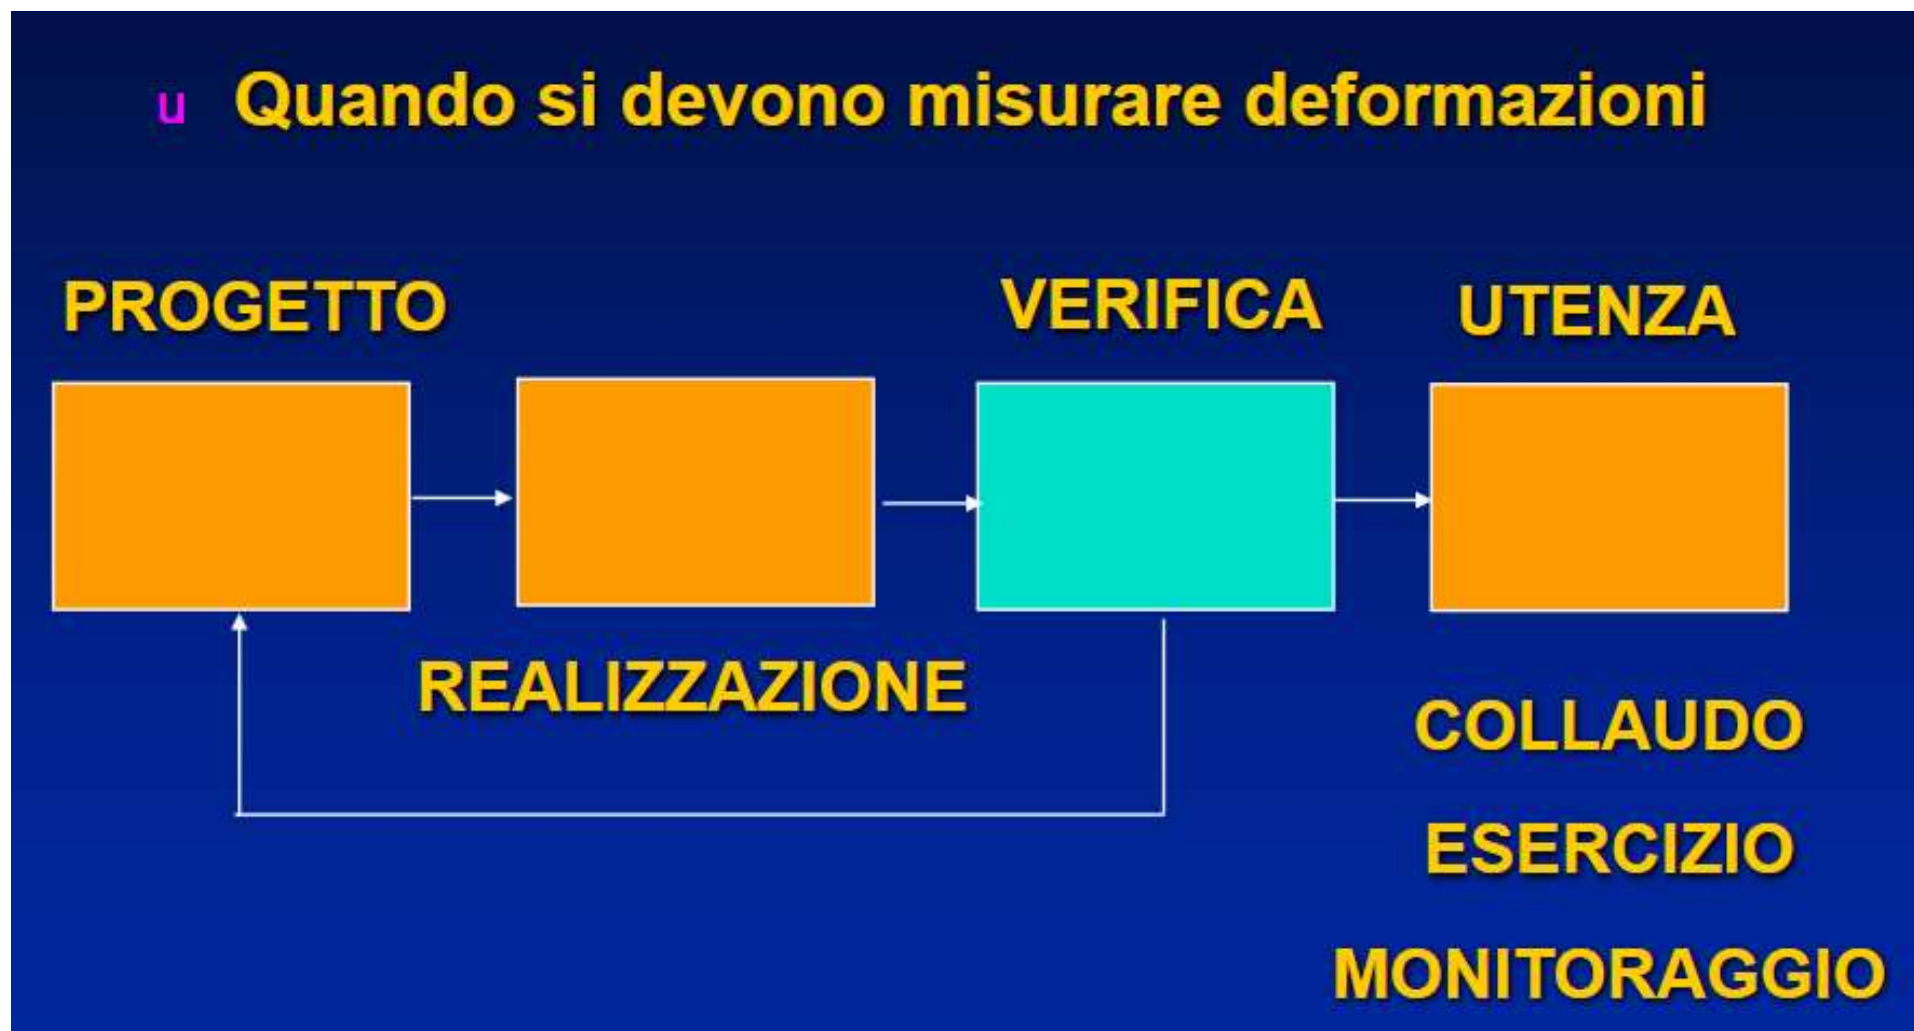 u Quando si devono misurare deformazioni
PROGETTO
VERIFICA
UTENZA
REALIZZAZIONE
COLLAUDO
ESERCIZIO
MONITORAGGIO